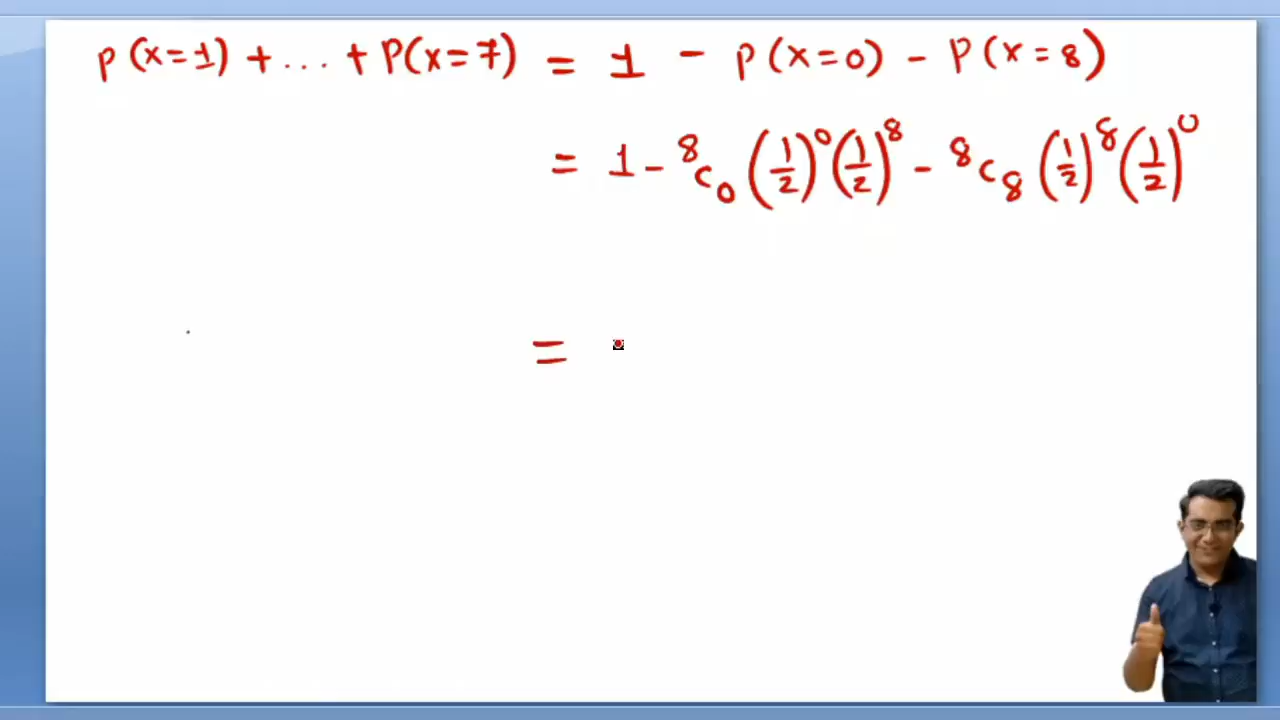 P(x=1) + ... + P(x=7) = 1 - P(x=0) - P(x=8)
= 1 - ⁸C₀ (1/2)⁰ (1/2)⁸ - ⁸C₈ (1/2)⁸ (1/2)⁰
=